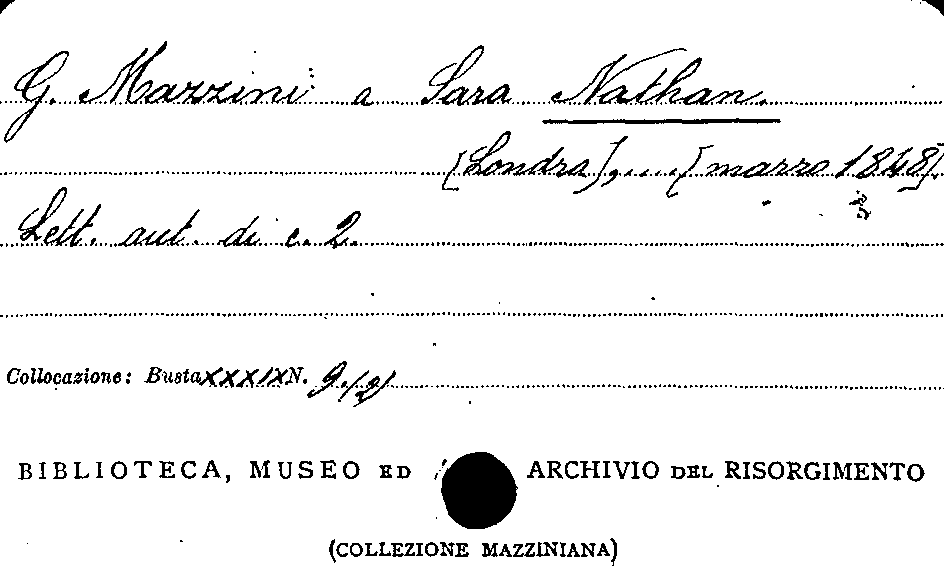 G. Mazzini a Sara Nathan.
[Londra],....[marzo 1848].
Lett. aut. di c. 2.
Collocazione: Busta XXXIX N. 9/2)
BIBLIOTECA, MUSEO ED ARCHIVIO DEL RISORGIMENTO
(COLLEZIONE MAZZINIANA)